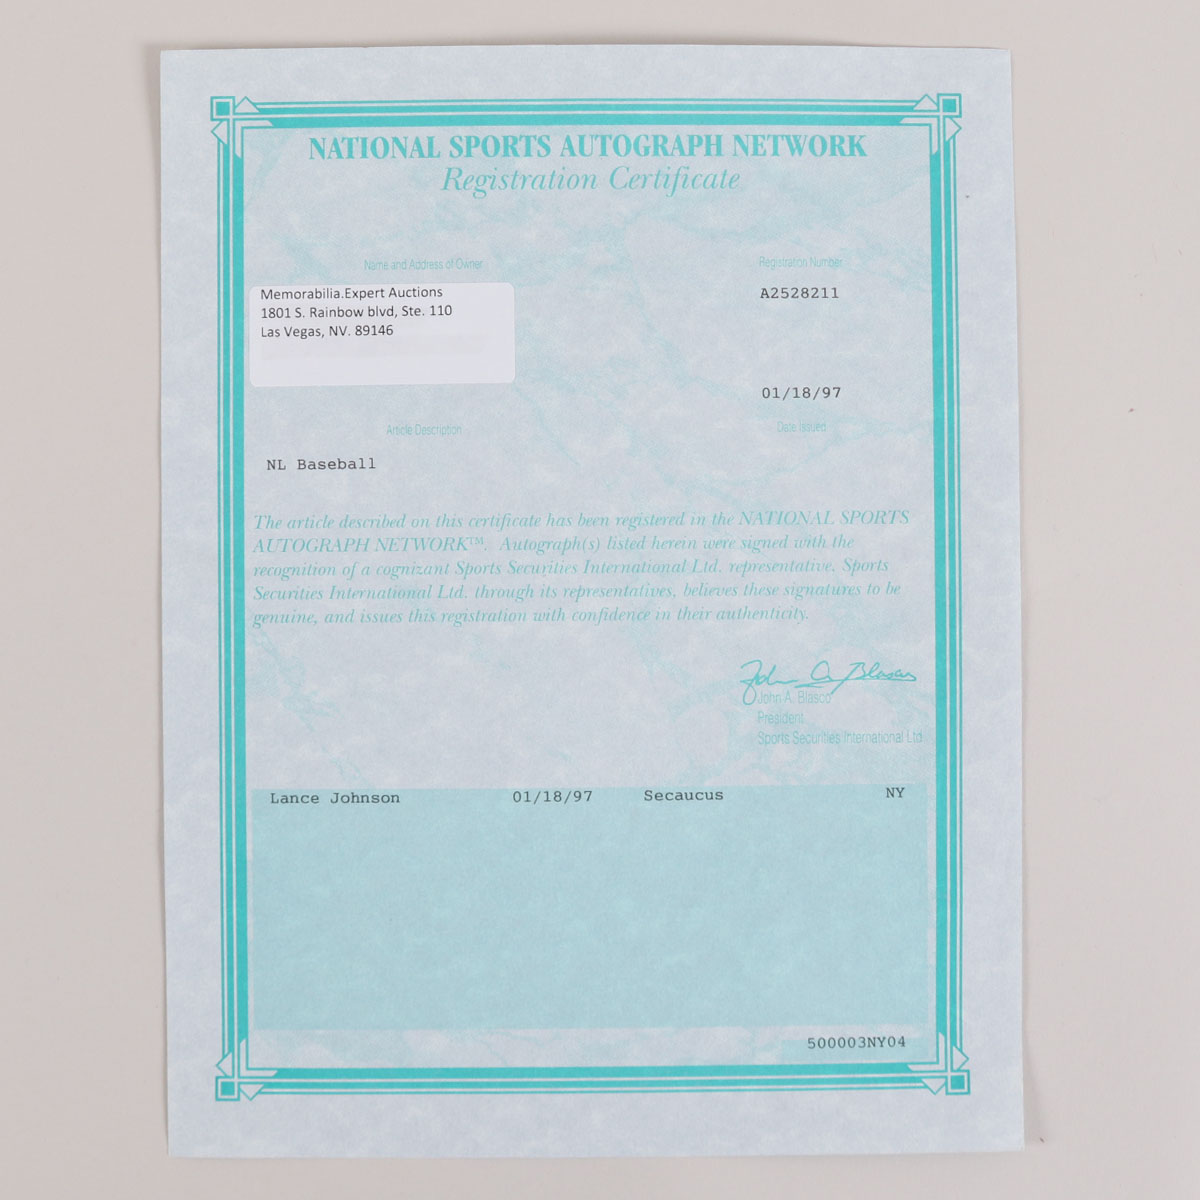 NATIONAL SPORTS AUTOGRAPH NETWORK
Registration Certificate
Name and Address of Owner
Registration Number
Memorabilia.Expert Auctions
1801 S. Rainbow blvd, Ste. 110
Las Vegas, NV. 89146
A2528211
01/18/97
Date Issued
Article Description
NL Baseball
The article described on this certificate has been registered in the NATIONAL SPORTS
AUTOGRAPH NETWORK™. Autograph(s) listed herein were signed with the
recognition of a cognizant Sports Securities International Ltd. representative. Sports
Securities International Ltd. through its representatives, believes these signatures to be
genuine, and issues this registration with confidence in their authenticity.
John A. Blasco
John A. Blasco
President
Sports Securities International Ltd
Lance Johnson 01/18/97 Secaucus NY
500003NY04